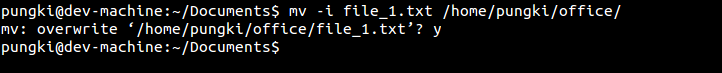 pungki@dev-machine:~/Documents$ mv -i file_1.txt /home/pungki/office/
mv: overwrite ‘/home/pungki/office/file_1.txt’? y
pungki@dev-machine:~/Documents$